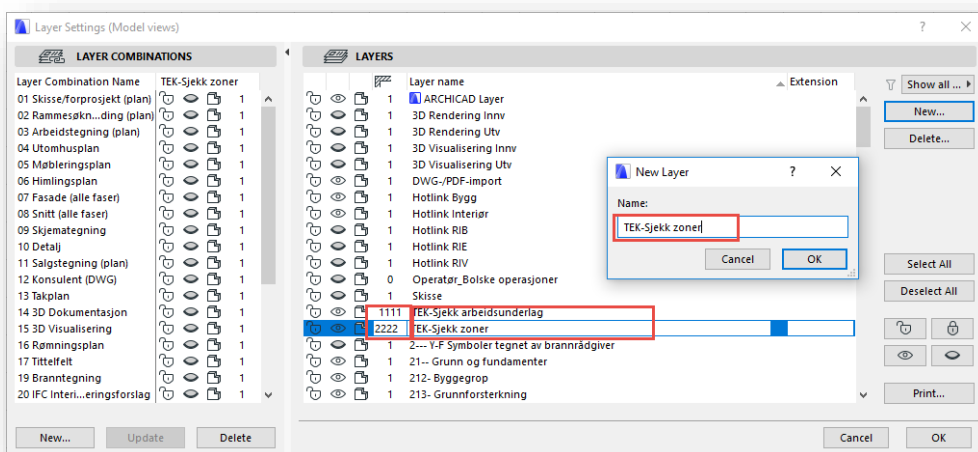 Layer Settings (Model views)
? ×
LAYER COMBINATIONS
Layer Combination Name TEK-Sjekk zoner
01 Skisse/forprosjekt (plan) 1
02 Rammesøkn...ding (plan) 1
03 Arbeidstegning (plan) 1
04 Utomhusplan 1
05 Møbleringsplan 1
06 Himlingsplan 1
07 Fasade (alle faser) 1
08 Snitt (alle faser) 1
09 Skjemategning 1
10 Detalj 1
11 Salgstegning (plan) 1
12 Konsulent (DWG) 1
13 Takplan 1
14 3D Dokumentasjon 1
15 3D Visualisering 1
16 Rømningsplan 1
17 Tittelfelt 1
19 Branntegning 1
20 IFC Interi...eringsforslag 1
New... Update Delete
LAYERS
Layer name Extension
1 ARCHICAD Layer
1 3D Rendering Innv
1 3D Rendering Utv
1 3D Visualisering Innv
1 3D Visualisering Utv
1 DWG-/PDF-import
1 Hotlink Bygg
1 Hotlink Interiør
1 Hotlink RIB
1 Hotlink RIE
1 Hotlink RIV
0 Operatør_Bolske operasjoner
1 Skisse
1111 TEK-Sjekk arbeidsunderlag
2222 TEK-Sjekk zoner
1 2--- Y-F Symboler tegnet av brannrådgiver
1 21-- Grunn og fundamenter
1 212- Byggegrop
1 213- Grunnforsterkning
New Layer ? ×
Name:
TEK-Sjekk zoner
Cancel OK
Show all ...
New...
Delete...
Select All
Deselect All
Print...
Cancel OK